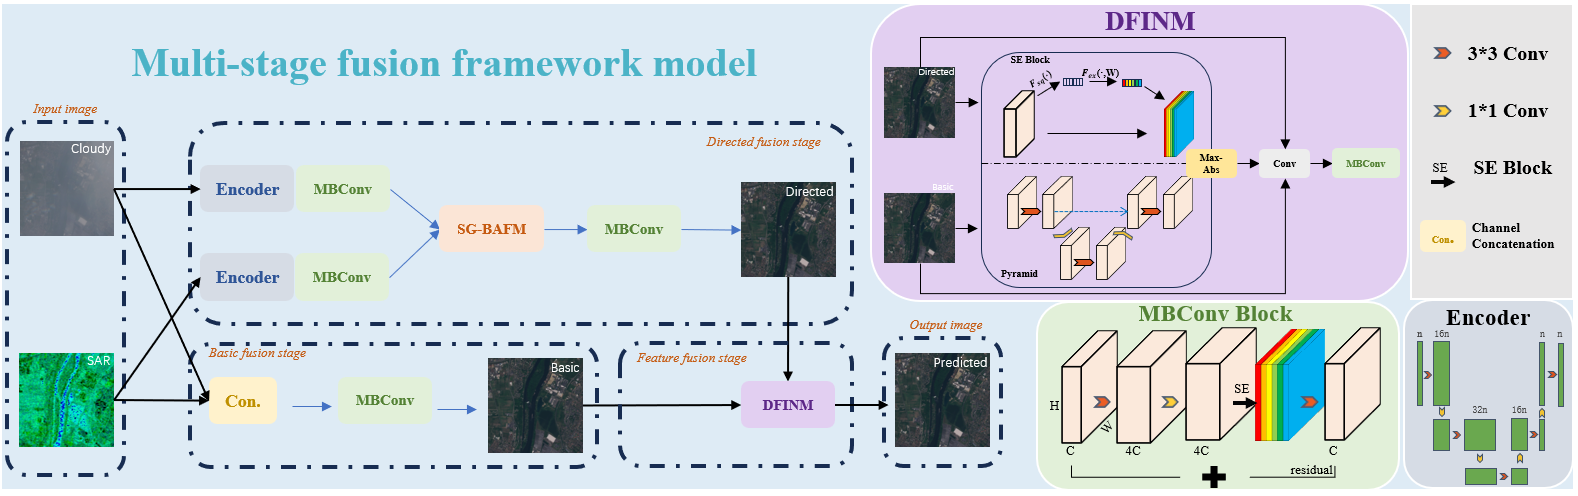 Multi-stage fusion framework model
Input image
Cloudy
SAR
Directed fusion stage
Encoder
MBConv
Encoder
MBConv
SG-BAFM
MBConv
Directed
Basic fusion stage
Con.
MBConv
Basic
Feature fusion stage
DFINM
Output image
Predicted
DFINM
Directed
Basic
SE Block
F_sq(·)
F_ex(·,W)
Pyramid
Max-
Abs
Conv
MBConv
3*3 Conv
1*1 Conv
SE
SE Block
Con.
Channel
Concatenation
MBConv Block
H
W
C
4C
4C
SE
C
residual
Encoder
n
16n
n
n
32n
16n